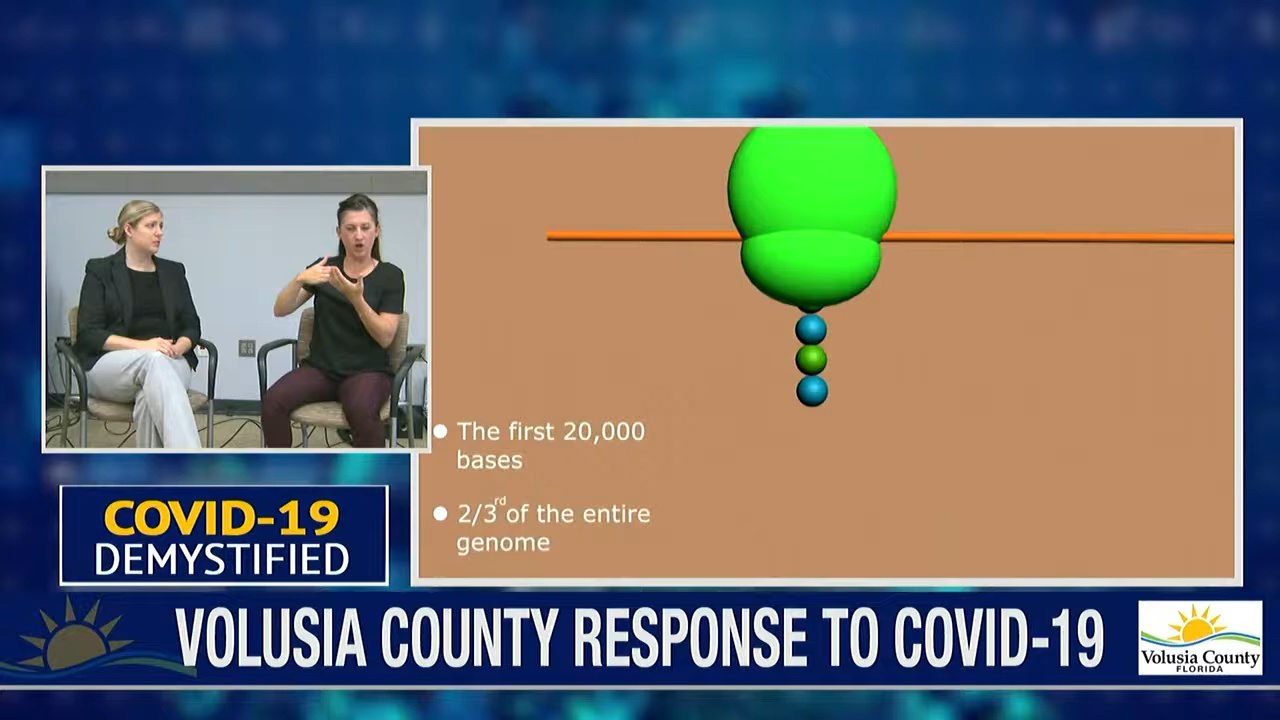 ● The first 20,000
bases
● 2/3rd of the entire
genome
COVID-19
DEMYSTIFIED
VOLUSIA COUNTY RESPONSE TO COVID-19
Volusia County
FLORIDA